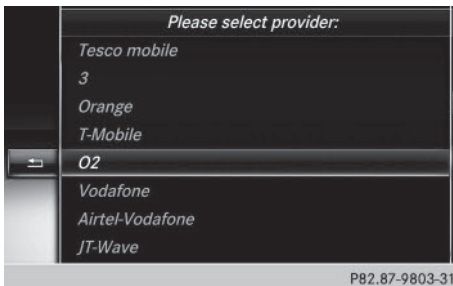 Please select provider:
Tesco mobile
3
Orange
T-Mobile
O2
Vodafone
Airtel-Vodafone
JT-Wave
P82.87-9803-31